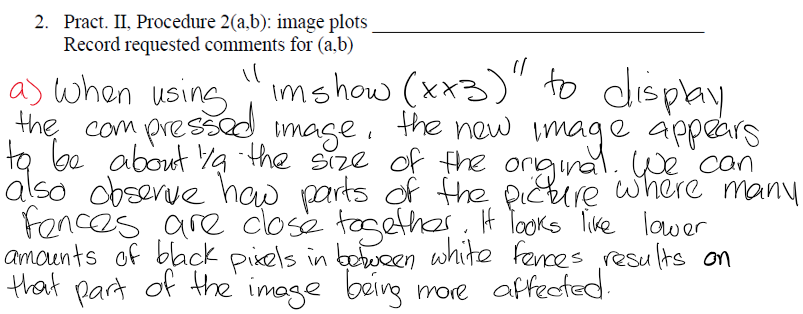 2. Pract. II, Procedure 2(a,b): image plots
Record requested comments for (a,b)
a) When using "imshow (xx3)" to display
the compressed image, the new image appears
to be about 1/9 the size of the original. We can
also observe how parts of the picture where many
fences are close together. It looks like lower
amounts of black pixels in between white fences results on
that part of the image being more affected.